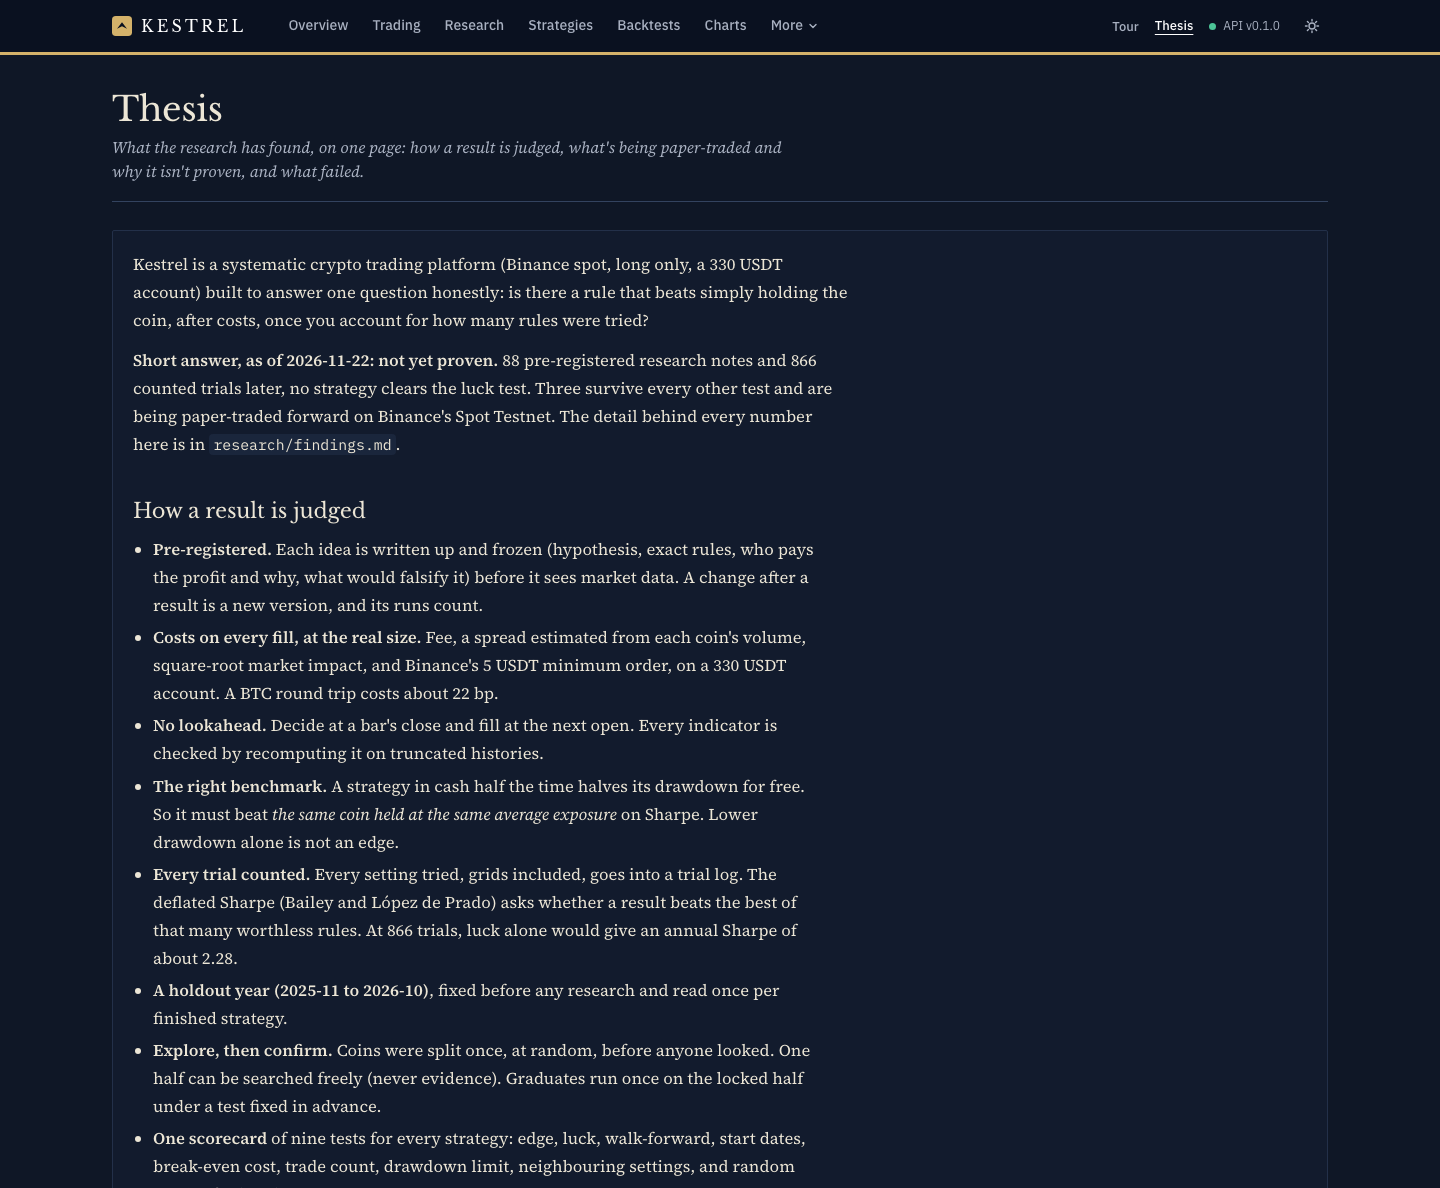 KESTREL
Overview
Trading
Research
Strategies
Backtests
Charts
More
Tour
Thesis
API v0.1.0
Thesis
What the research has found, on one page: how a result is judged, what's being paper-traded and
why it isn't proven, and what failed.
Kestrel is a systematic crypto trading platform (Binance spot, long only, a 330 USDT
account) built to answer one question honestly: is there a rule that beats simply holding the
coin, after costs, once you account for how many rules were tried?
Short answer, as of 2026-11-22: not yet proven. 88 pre-registered research notes and 866
counted trials later, no strategy clears the luck test. Three survive every other test and are
being paper-traded forward on Binance's Spot Testnet. The detail behind every number
here is in research/findings.md.
How a result is judged
• Pre-registered. Each idea is written up and frozen (hypothesis, exact rules, who pays
the profit and why, what would falsify it) before it sees market data. A change after a
result is a new version, and its runs count.
• Costs on every fill, at the real size. Fee, a spread estimated from each coin's volume,
square-root market impact, and Binance's 5 USDT minimum order, on a 330 USDT
account. A BTC round trip costs about 22 bp.
• No lookahead. Decide at a bar's close and fill at the next open. Every indicator is
checked by recomputing it on truncated histories.
• The right benchmark. A strategy in cash half the time halves its drawdown for free.
So it must beat the same coin held at the same average exposure on Sharpe. Lower
drawdown alone is not an edge.
• Every trial counted. Every setting tried, grids included, goes into a trial log. The
deflated Sharpe (Bailey and López de Prado) asks whether a result beats the best of
that many worthless rules. At 866 trials, luck alone would give an annual Sharpe of
about 2.28.
• A holdout year (2025-11 to 2026-10), fixed before any research and read once per
finished strategy.
• Explore, then confirm. Coins were split once, at random, before anyone looked. One
half can be searched freely (never evidence). Graduates run once on the locked half
under a test fixed in advance.
• One scorecard of nine tests for every strategy: edge, luck, walk-forward, start dates,
break-even cost, trade count, drawdown limit, neighbouring settings, and random